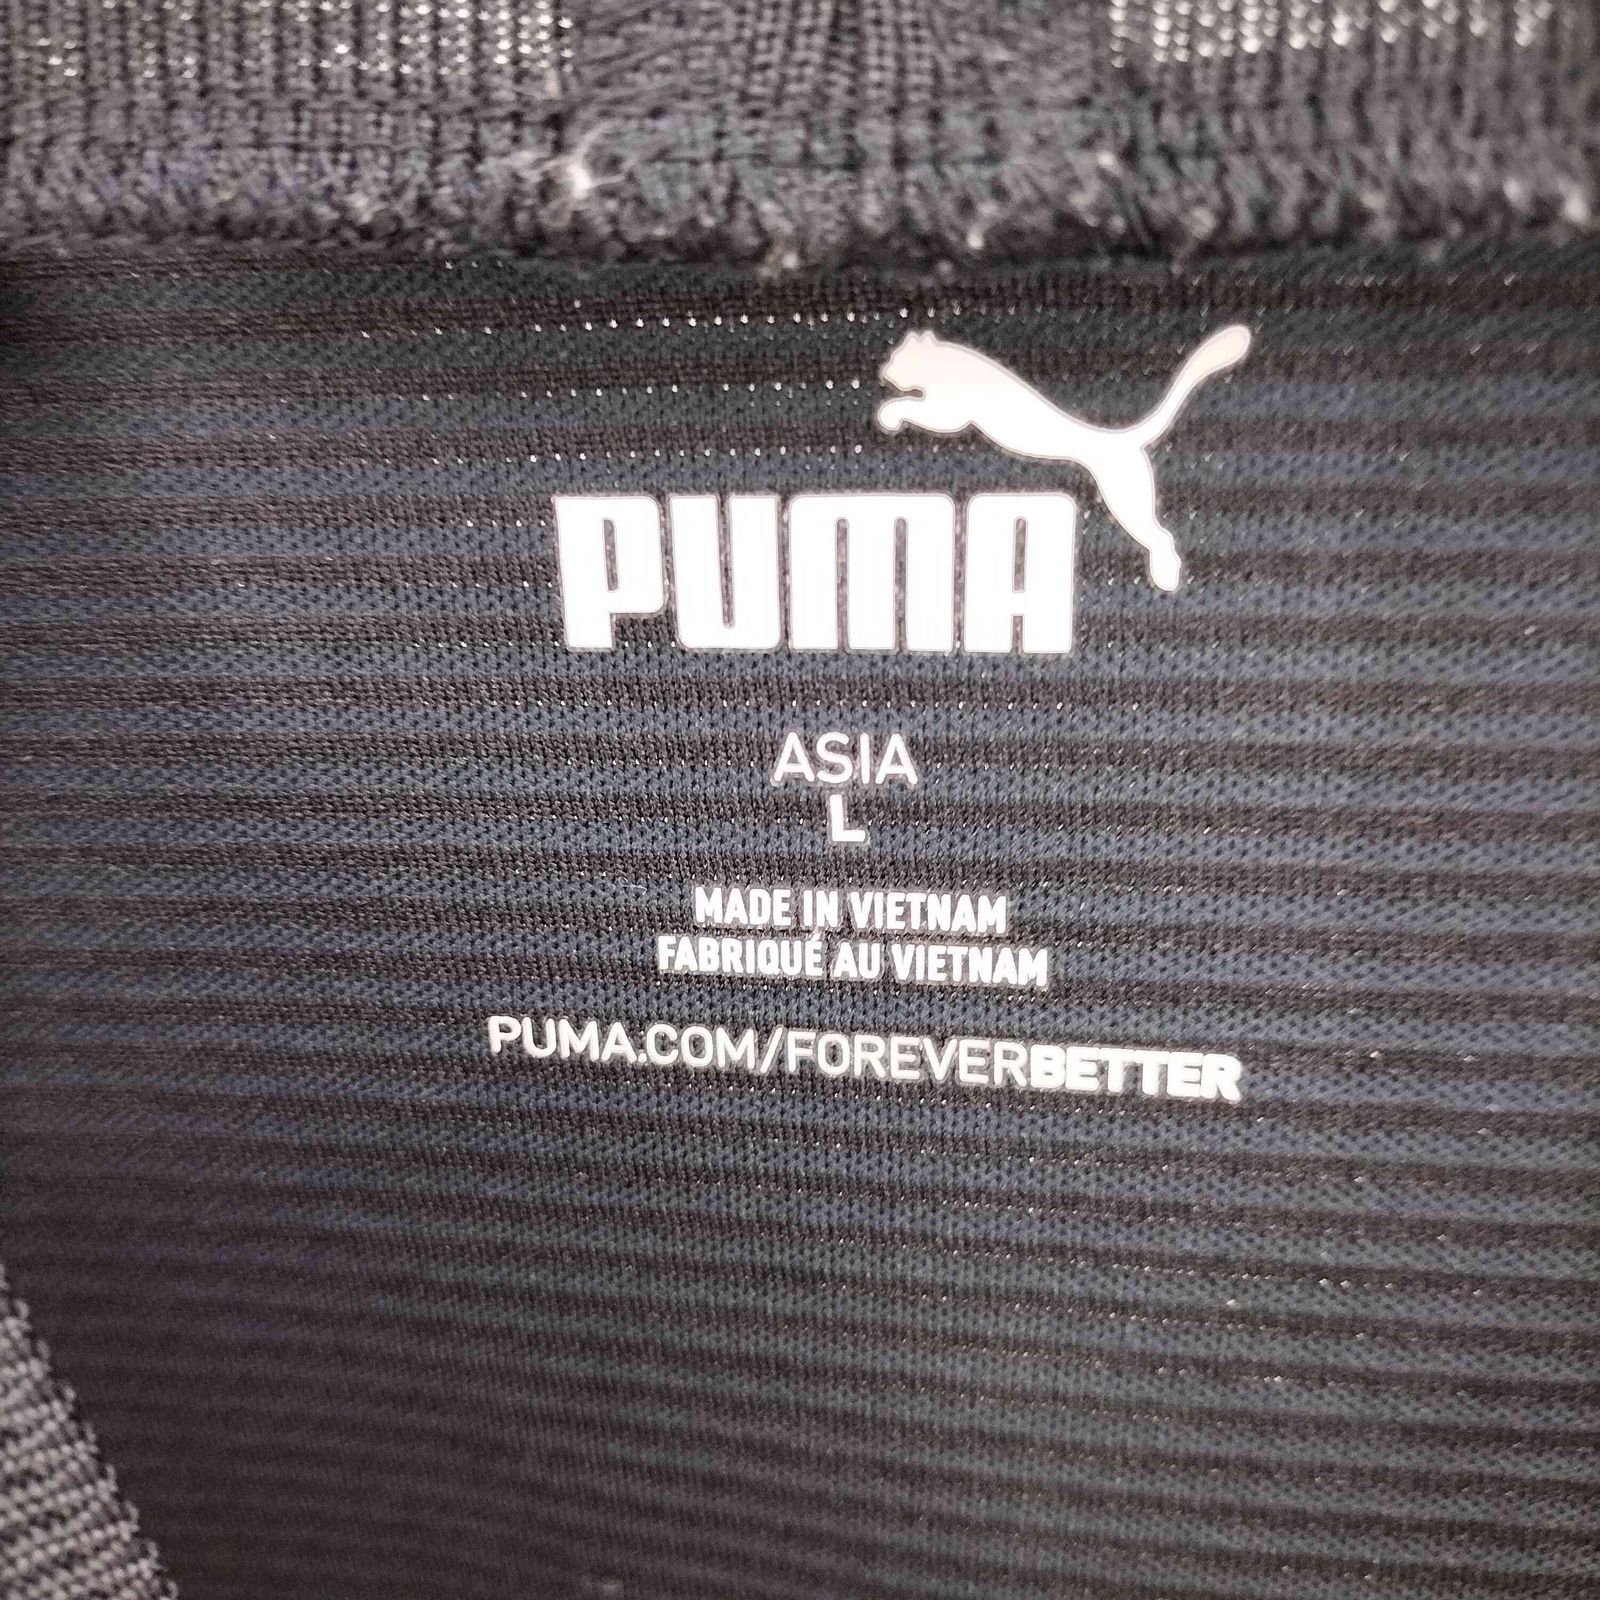 PUMA
ASIA
L
MADE IN VIETNAM
FABRIQUÉ AU VIETNAM
PUMA.COM/FOREVERBETTER